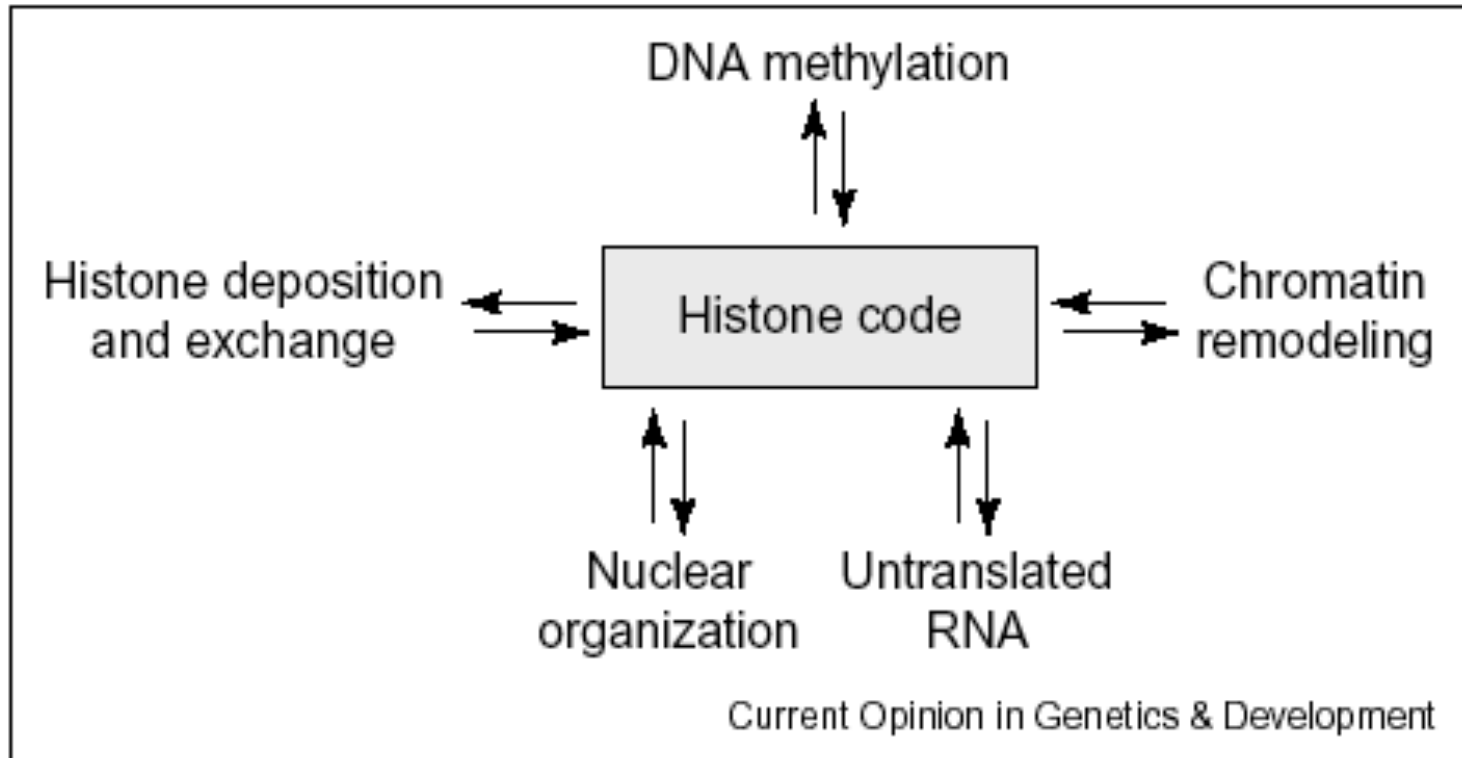 DNA methylation
Histone deposition
and exchange
Histone code
Chromatin
remodeling
Nuclear
organization
Untranslated
RNA
Current Opinion in Genetics & Development